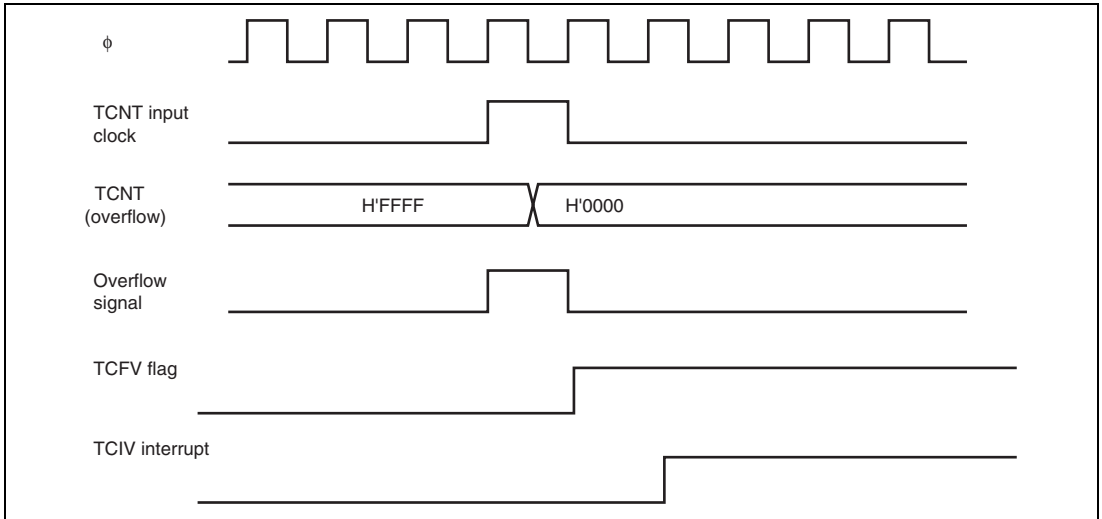 ϕ
TCNT input
clock
TCNT
(overflow)
H'FFFF
H'0000
Overflow
signal
TCFV flag
TCIV interrupt